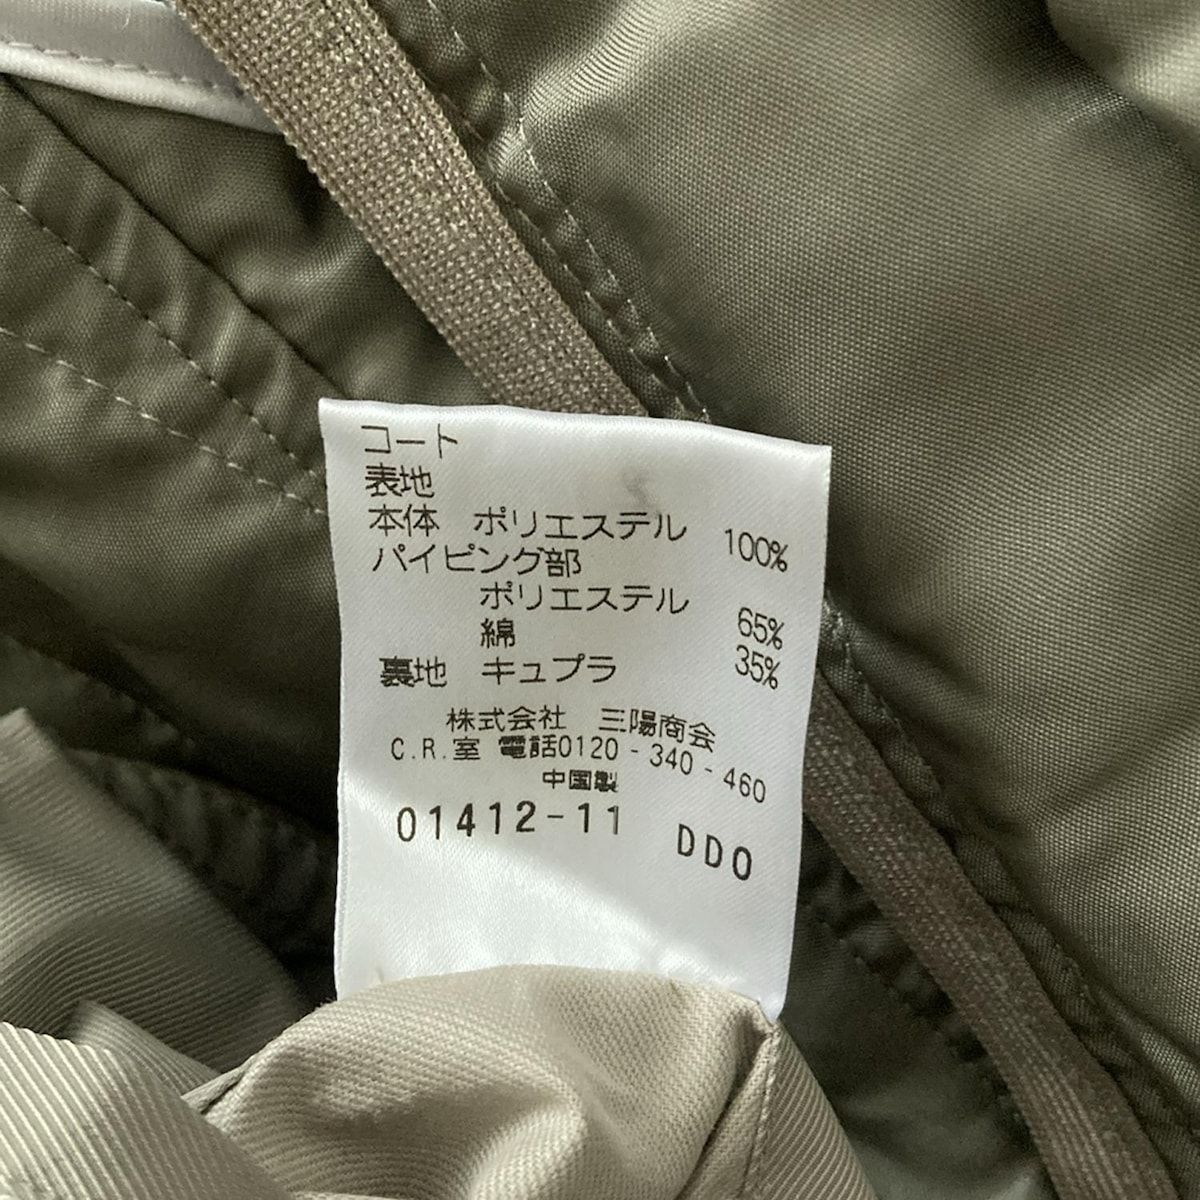 コート
表地
本体 ポリエステル 100%
パイピング部
ポリエステル 65%
綿 35%
裏地 キュプラ
株式会社 三陽商会
C.R.室 電話0120-340-460
中国製
01412-11 DDO